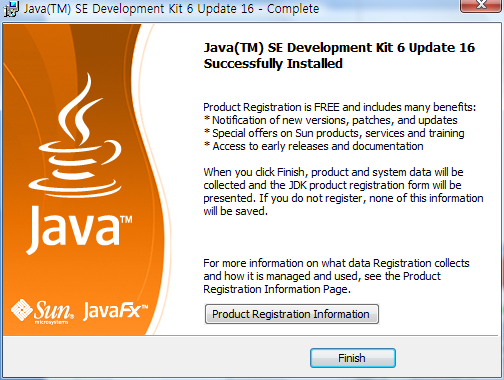 Java(TM) SE Development Kit 6 Update 16 - Complete
Java(TM) SE Development Kit 6 Update 16
Successfully Installed
Product Registration is FREE and includes many benefits:
* Notification of new versions, patches, and updates
* Special offers on Sun products, services and training
* Access to early releases and documentation
When you click Finish, product and system data will be
collected and the JDK product registration form will be
presented. If you do not register, none of this information
will be saved.
For more information on what data Registration collects
and how it is managed and used, see the Product
Registration Information Page.
Product Registration Information
Finish
Java™
Sun
microsystems
JavaFX™